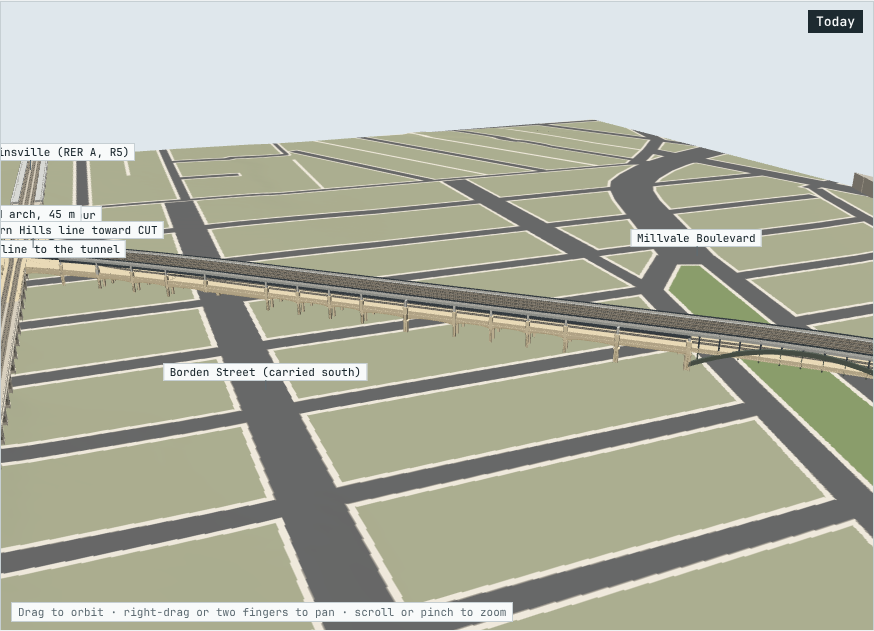 Today
insville (RER A, R5)
arch, 45 m
ur
rn Hills line toward CUT
line to the tunnel
Millvale Boulevard
Borden Street (carried south)
Drag to orbit · right-drag or two fingers to pan · scroll or pinch to zoom